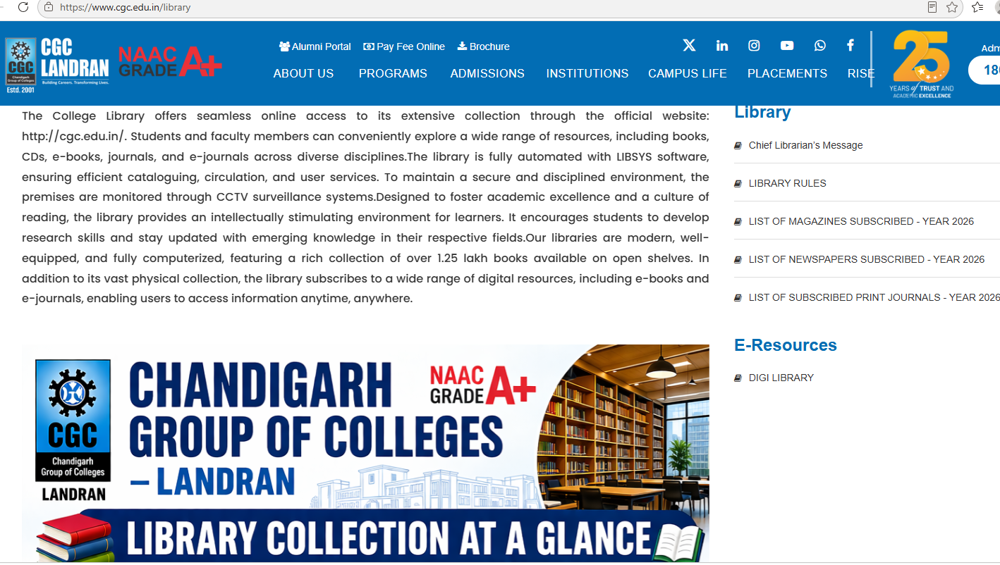 https://www.cgc.edu.in/library
CGC
Chandigarh
Group of Colleges
Estd. 2001
CGC
LANDRAN
Building Careers. Transforming Lives.
NAAC
GRADE A+
Alumni Portal Pay Fee Online Brochure
ABOUT US PROGRAMS ADMISSIONS INSTITUTIONS CAMPUS LIFE PLACEMENTS RISE
25
YEARS of TRUST AND
ACADEMIC EXCELLENCE
Adm
180
The College Library offers seamless online access to its extensive collection through the official website:
http://cgc.edu.in/. Students and faculty members can conveniently explore a wide range of resources, including books,
CDs, e-books, journals, and e-journals across diverse disciplines.The library is fully automated with LIBSYS software,
ensuring efficient cataloguing, circulation, and user services. To maintain a secure and disciplined environment, the
premises are monitored through CCTV surveillance systems.Designed to foster academic excellence and a culture of
reading, the library provides an intellectually stimulating environment for learners. It encourages students to develop
research skills and stay updated with emerging knowledge in their respective fields.Our libraries are modern, well-
equipped, and fully computerized, featuring a rich collection of over 1.25 lakh books available on open shelves. In
addition to its vast physical collection, the library subscribes to a wide range of digital resources, including e-books and
e-journals, enabling users to access information anytime, anywhere.
Library
Chief Librarian's Message
LIBRARY RULES
LIST OF MAGAZINES SUBSCRIBED - YEAR 2026
LIST OF NEWSPAPERS SUBSCRIBED - YEAR 2026
LIST OF SUBSCRIBED PRINT JOURNALS - YEAR 2026
E-Resources
DIGI LIBRARY
CGC
Chandigarh
Group of Colleges
LANDRAN
CHANDIGARH
GROUP OF COLLEGES
– LANDRAN
NAAC
GRADE A+
LIBRARY COLLECTION AT A GLANCE